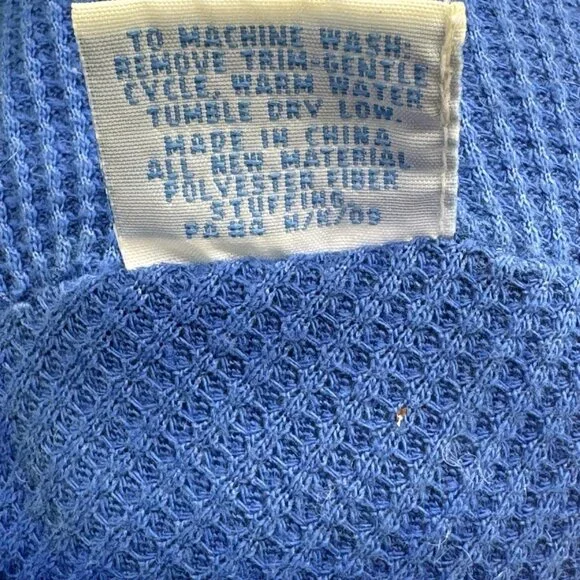 TO MACHINE WASH:
REMOVE TRIM-GENTLE
CYCLE, WARM WATER
TUMBLE DRY LOW.
MADE IN CHINA
ALL NEW MATERIAL
POLYESTER FIBER
STUFFING